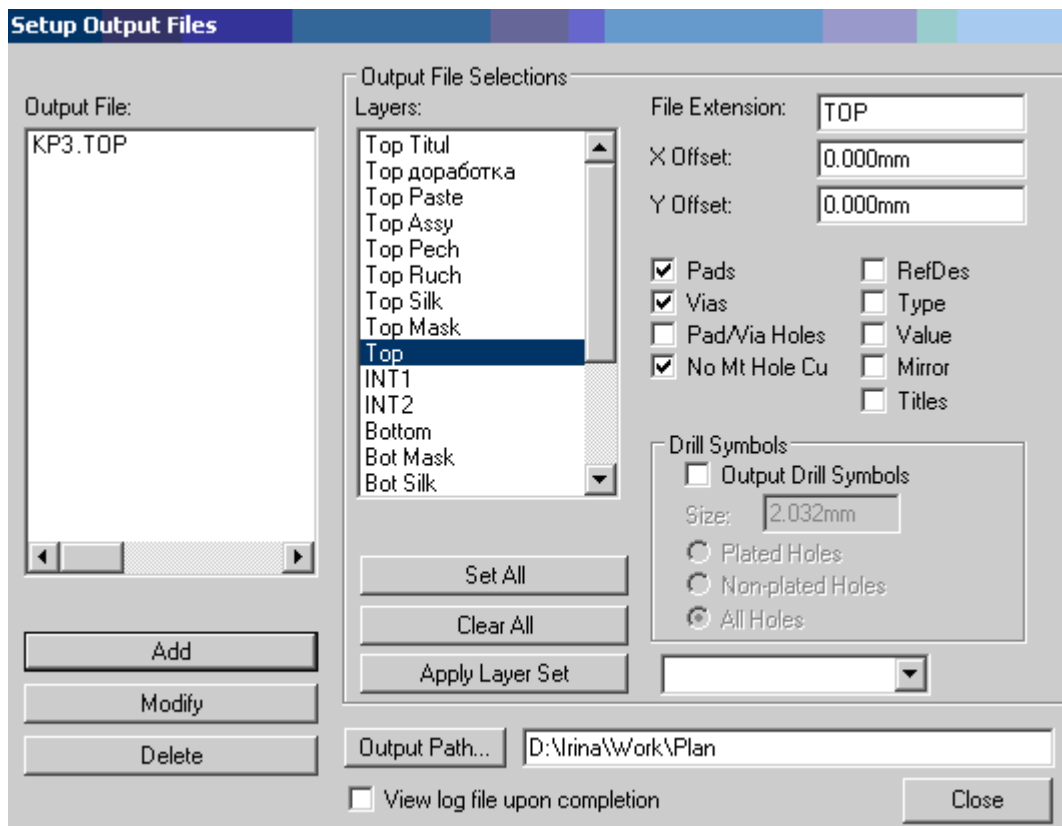 Setup Output Files
Output File:
KP3.TOP
Add
Modify
Delete
Output File Selections
Layers:
Top Titul
Top доработка
Top Paste
Top Assy
Top Pech
Top Ruch
Top Silk
Top Mask
Top
INT1
INT2
Bottom
Bot Mask
Bot Silk
Set All
Clear All
Apply Layer Set
File Extension: TOP
X Offset: 0.000mm
Y Offset: 0.000mm
Pads
Vias
Pad/Via Holes
No Mt Hole Cu
RefDes
Type
Value
Mirror
Titles
Drill Symbols
Output Drill Symbols
Size: 2.032mm
Plated Holes
Non-plated Holes
All Holes
Output Path... D:\Irina\Work\Plan
View log file upon completion
Close